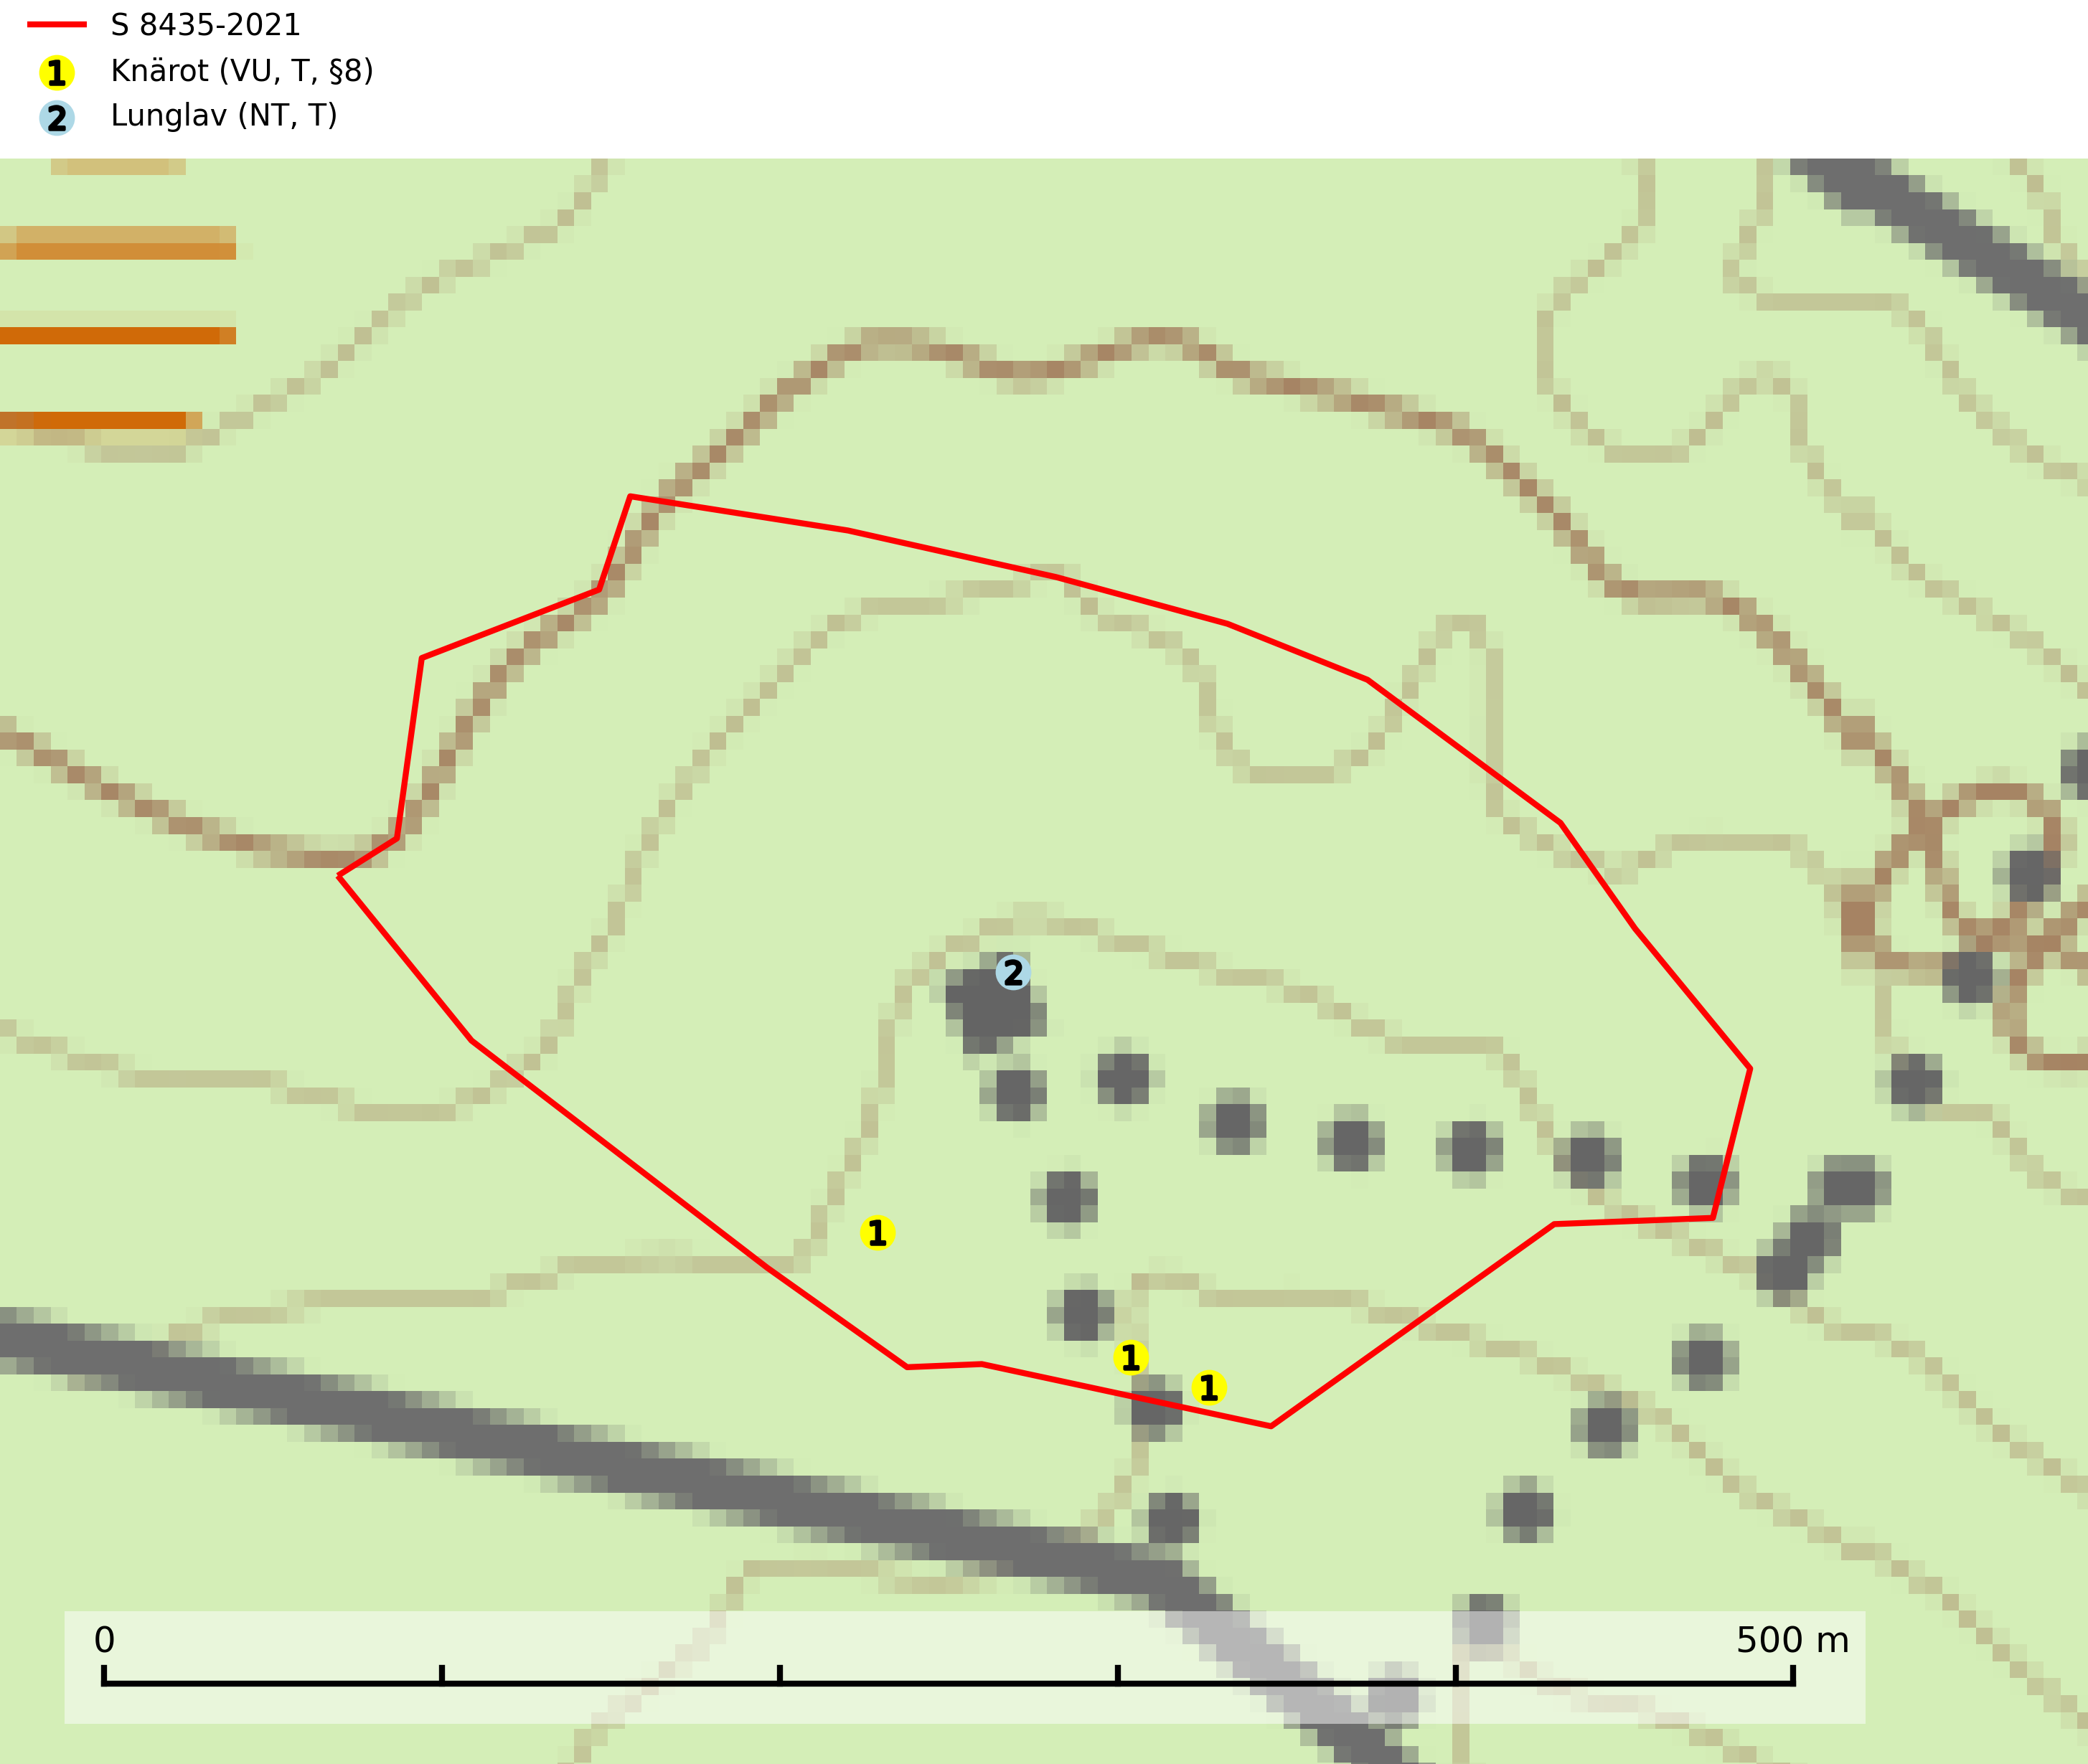 S 8435-2021
1 Knärot (VU, T, §8)
2 Lunglav (NT, T)
2
1
1
1
0 500 m